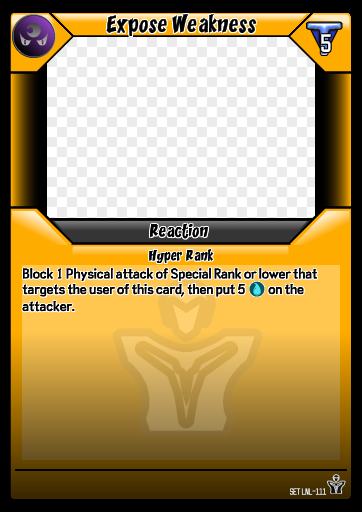 Expose Weakness
5
Reaction
Hyper Rank
Block 1 Physical attack of Special Rank or lower that
targets the user of this card, then put 5 on the
attacker.
SET LNL-111